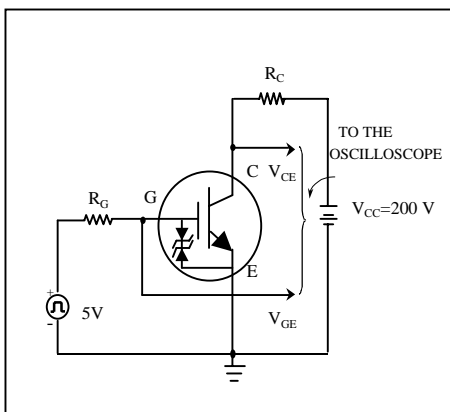 R_C
TO THE
OSCILLOSCOPE
C V_CE
R_G G
V_CC=200 V
E
+
-
5V
V_GE